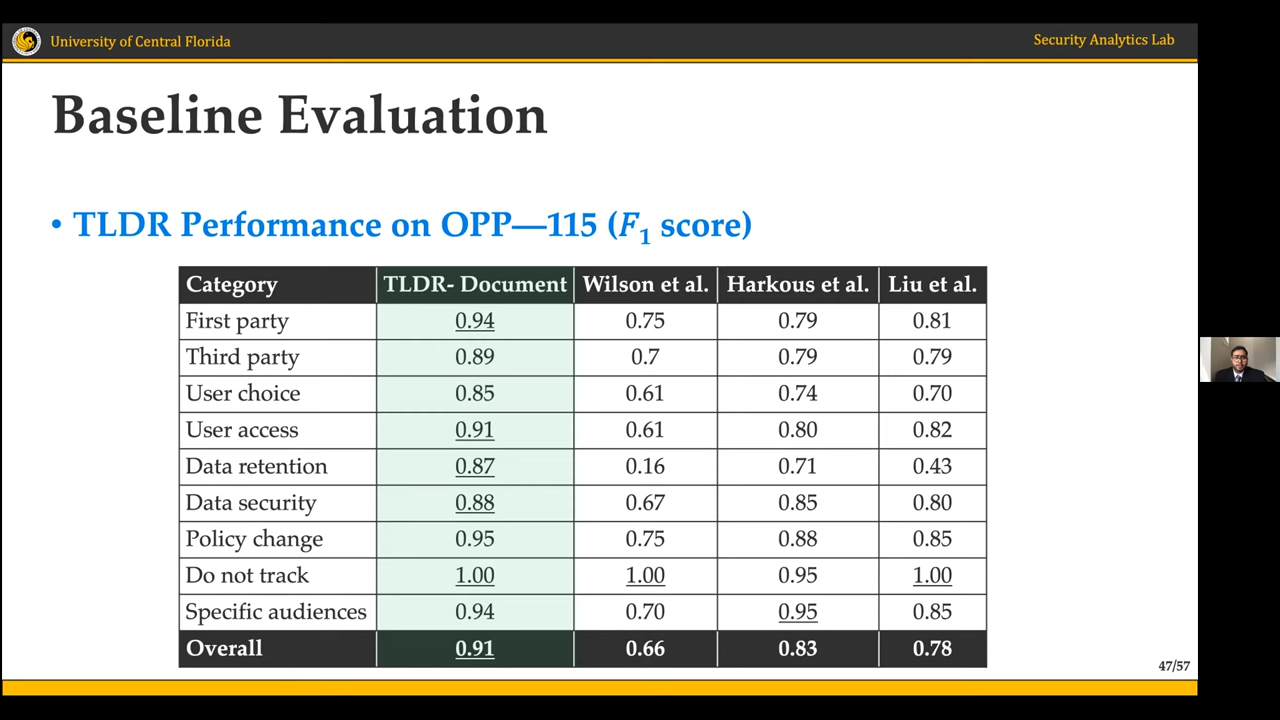 University of Central Florida
Security Analytics Lab
Baseline Evaluation
• TLDR Performance on OPP—115 (F1 score)
Category TLDR- Document Wilson et al. Harkous et al. Liu et al.
First party 0.94 0.75 0.79 0.81
Third party 0.89 0.7 0.79 0.79
User choice 0.85 0.61 0.74 0.70
User access 0.91 0.61 0.80 0.82
Data retention 0.87 0.16 0.71 0.43
Data security 0.88 0.67 0.85 0.80
Policy change 0.95 0.75 0.88 0.85
Do not track 1.00 1.00 0.95 1.00
Specific audiences 0.94 0.70 0.95 0.85
Overall 0.91 0.66 0.83 0.78
47/57